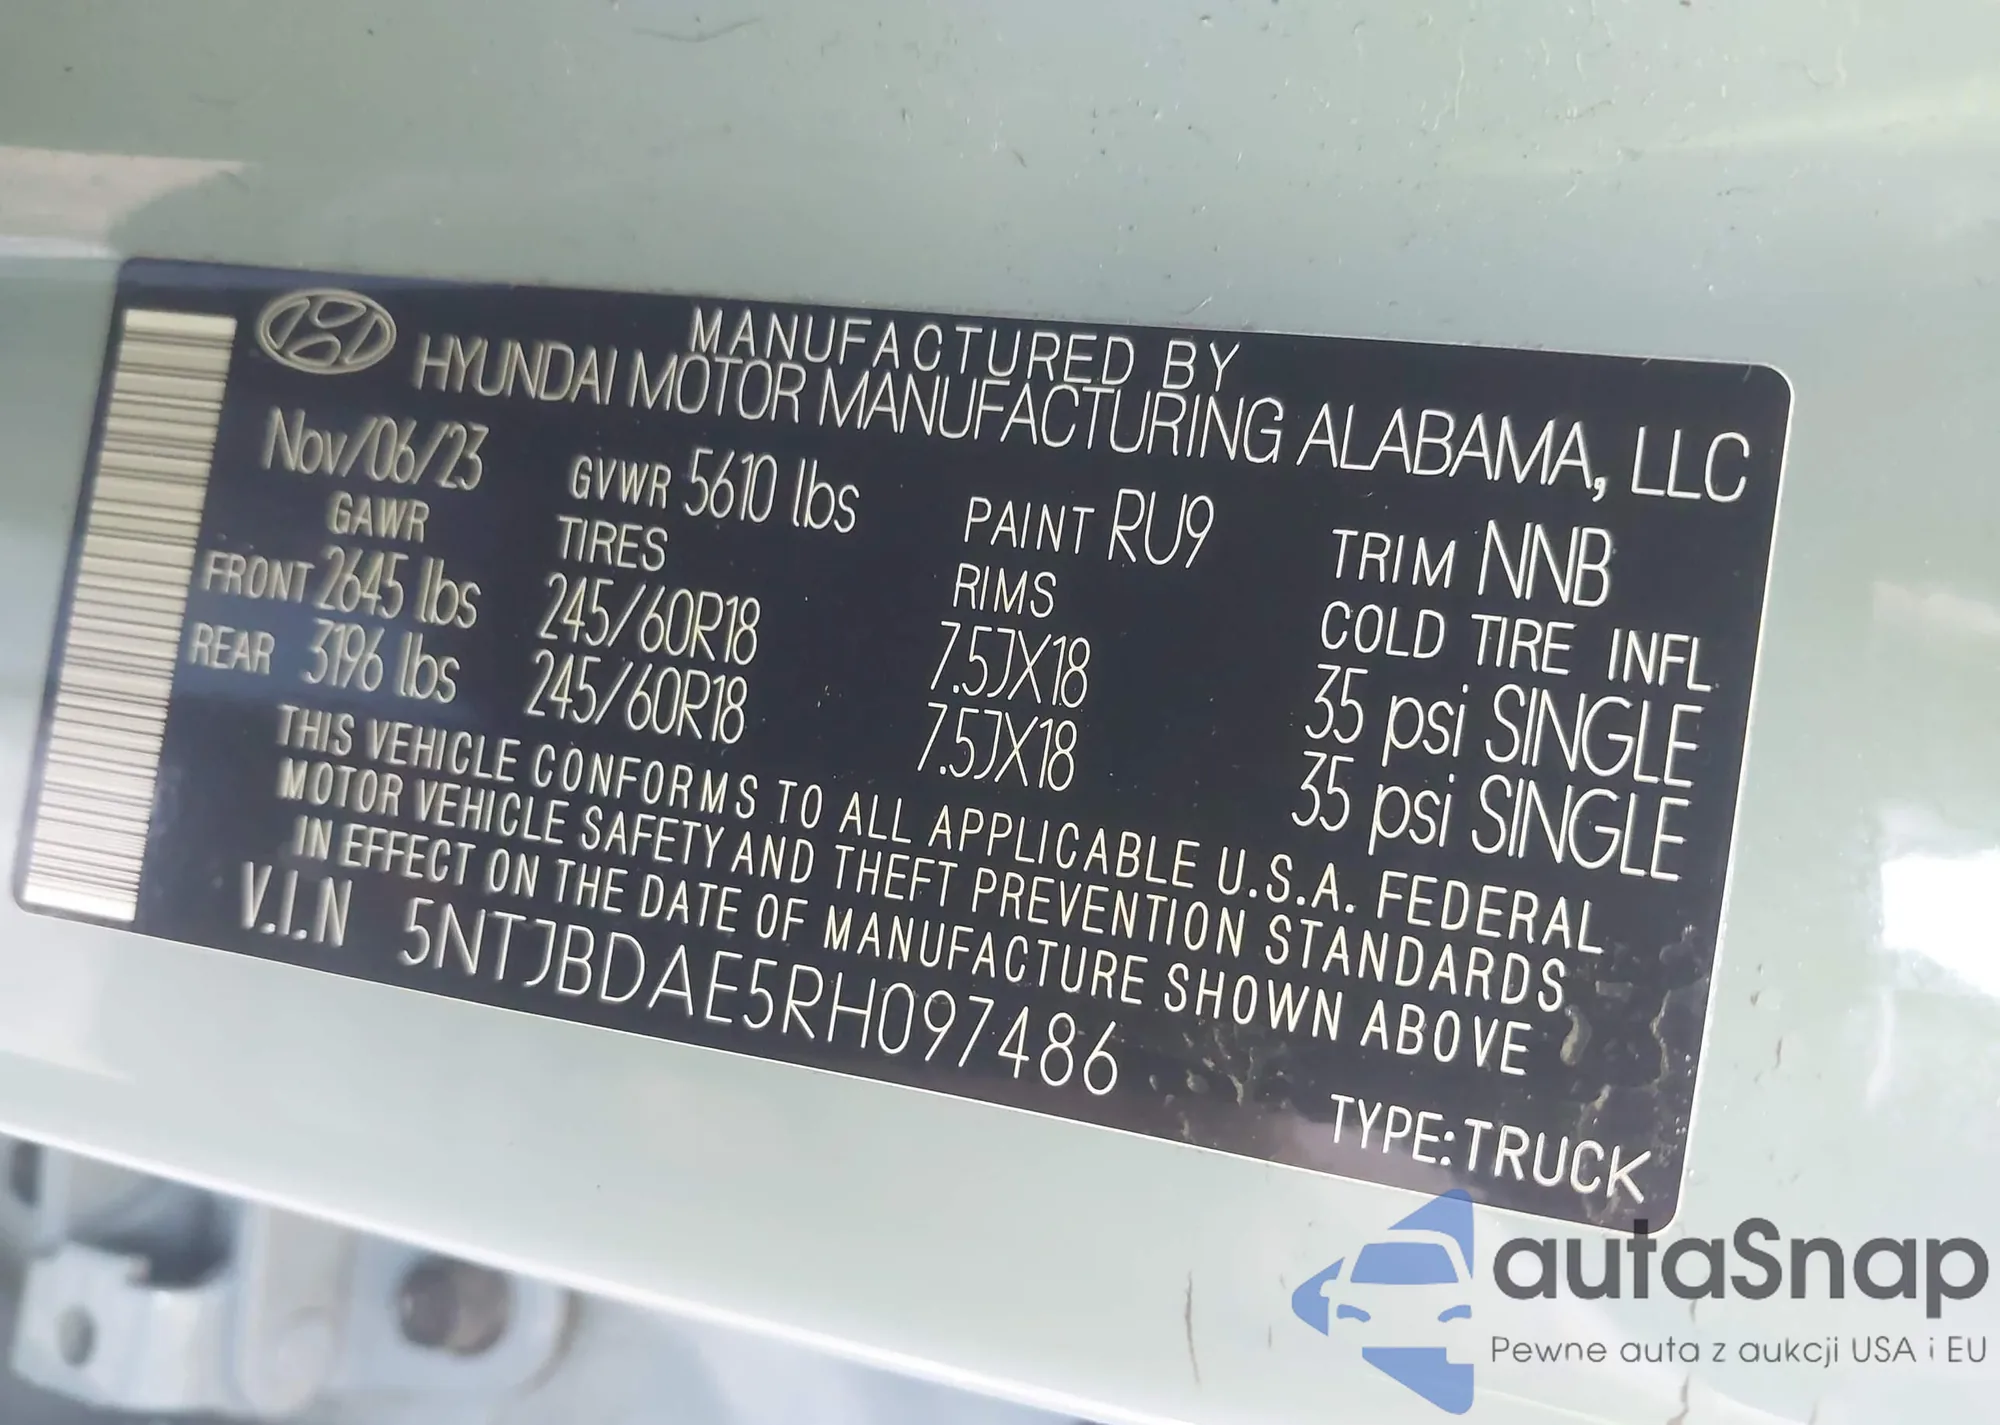 MANUFACTURED BY
HYUNDAI MOTOR MANUFACTURING ALABAMA, LLC
Nov/06/23 GVWR 5610 lbs PAINT RU9 TRIM NNB
GAWR TIRES RIMS COLD TIRE INFL
FRONT 2645 lbs 245/60R18 7.5JX18 35 psi SINGLE
REAR 3196 lbs 245/60R18 7.5JX18 35 psi SINGLE
THIS VEHICLE CONFORMS TO ALL APPLICABLE U.S.A. FEDERAL
MOTOR VEHICLE SAFETY AND THEFT PREVENTION STANDARDS
IN EFFECT ON THE DATE OF MANUFACTURE SHOWN ABOVE
V.I.N 5NTJBDAE5RH097486
TYPE:TRUCK
autaSnap
Pewne auta z aukcji USA i EU